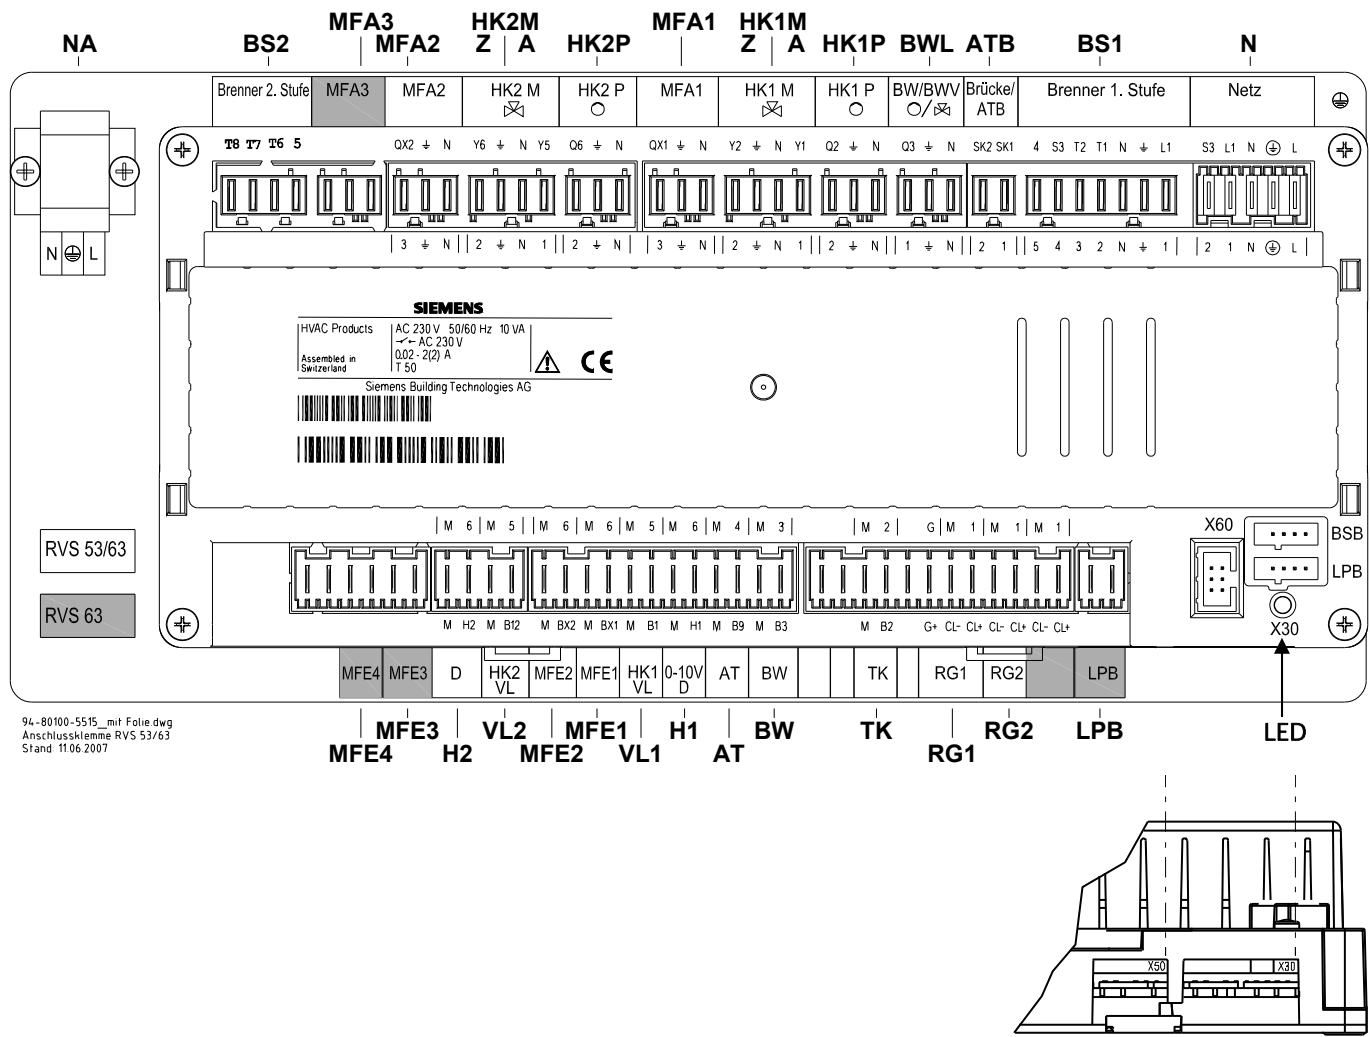 MFA3 HK2M MFA1 HK1M
NA BS2 MFA2 Z A HK2P Z A HK1P BWL ATB BS1 N
Brenner 2. Stufe MFA3 MFA2 HK2 M HK2 P MFA1 HK1 M HK1 P BW/BWV Brücke/ Brenner 1. Stufe Netz
ATB
T8 T7 T6 5 QX2 N Y6 N Y5 Q6 N QX1 N Y2 N Y1 Q2 N Q3 N SK2 SK1 4 S3 T2 T1 N L1 S3 L1 N L
N L 3 N 2 N 1 2 N 3 N 2 N 1 2 N 1 N 2 1 5 4 3 2 N 1 2 1 N L
SIEMENS
HVAC Products AC 230 V 50/60 Hz 10 VA
AC 230 V
0.02 - 2(2) A
Assembled in
Switzerland T 50
CE
Siemens Building Technologies AG
M 6 M 5 M 6 M 6 M 5 M 6 M 4 M 3 M 2 G M 1 M 1 M 1 X60
BSB
RVS 53/63
LPB
RVS 63
M H2 M B12 M BX2 M BX1 M B1 M H1 M B9 M B3 M B2 G+ CL- CL+ CL- CL+ CL- CL+ X30
MFE4 MFE3 D HK2 VL MFE2 MFE1 HK1 VL 0-10V D AT BW TK RG1 RG2 LPB
94-80100-5515_mit Folie.dwg
Anschlussklemme RVS 53/63
Stand: 11.06.2007
MFE3 VL2 MFE1 H1 BW TK RG2 LPB LED
MFE4 H2 MFE2 VL1 AT RG1
X50 X30